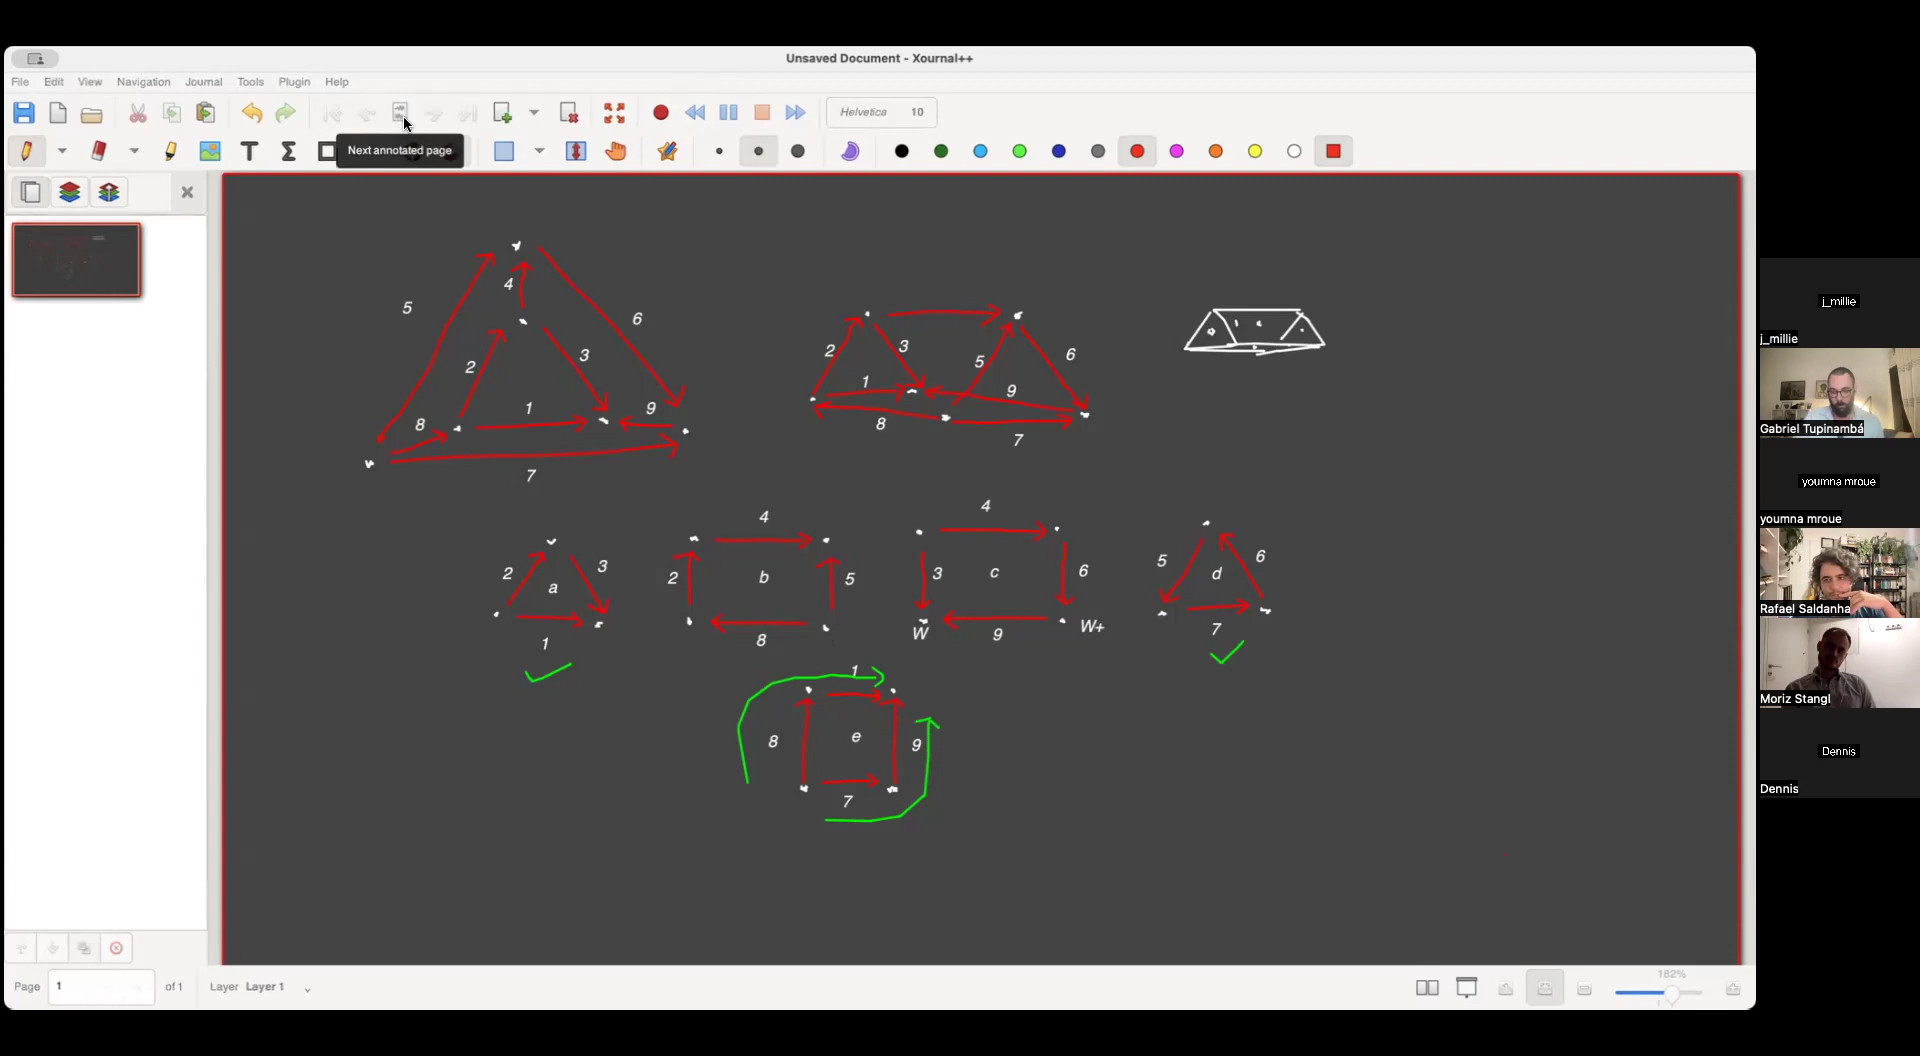 Unsaved Document - Xournal++
File Edit View Navigation Journal Tools Plugin Help
Helvetica 10
Next annotated page
5
4
6
2
3
8
1
9
7
2
3
5
6
1
9
8
7
2
3
a
1
4
2
b
5
8
4
3
c
6
W
9
W+
5
d
6
7
1
8
e
9
7
j_millie
j_millie
Gabriel Tupinambá
youmna mroue
youmna mroue
Rafael Saldanha
Moriz Stangl
Dennis
Dennis
Page 1 of 1 Layer Layer 1
182%